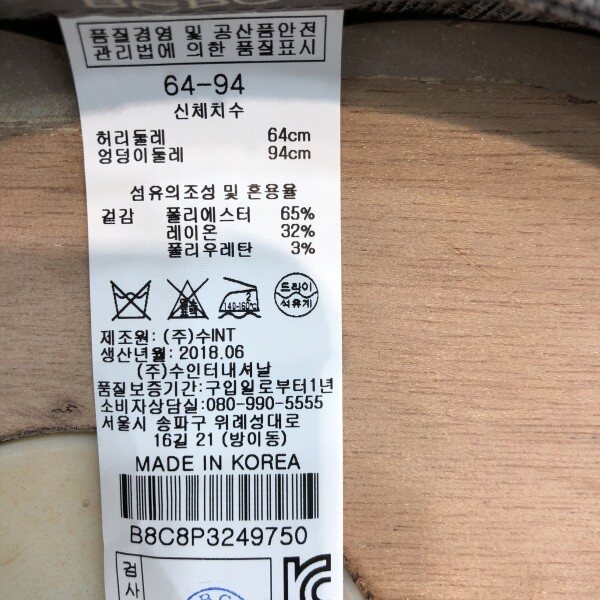 품질경영 및 공산품안전
관리법에 의한 품질표시
64-94
신체치수
허리둘레 64cm
엉덩이둘레 94cm
섬유의조성 및 혼용율
겉감 폴리에스터 65%
레이온 32%
폴리우레탄 3%
2
140-160℃
드라이
석유계
제조원: (주)수INT
생산년월: 2018.06
(주)수인터내셔날
품질보증기간:구입일로부터1년
소비자상담실:080-990-5555
서울시 송파구 위례성대로
16길 21 (방이동)
MADE IN KOREA
B8C8P3249750
검
사